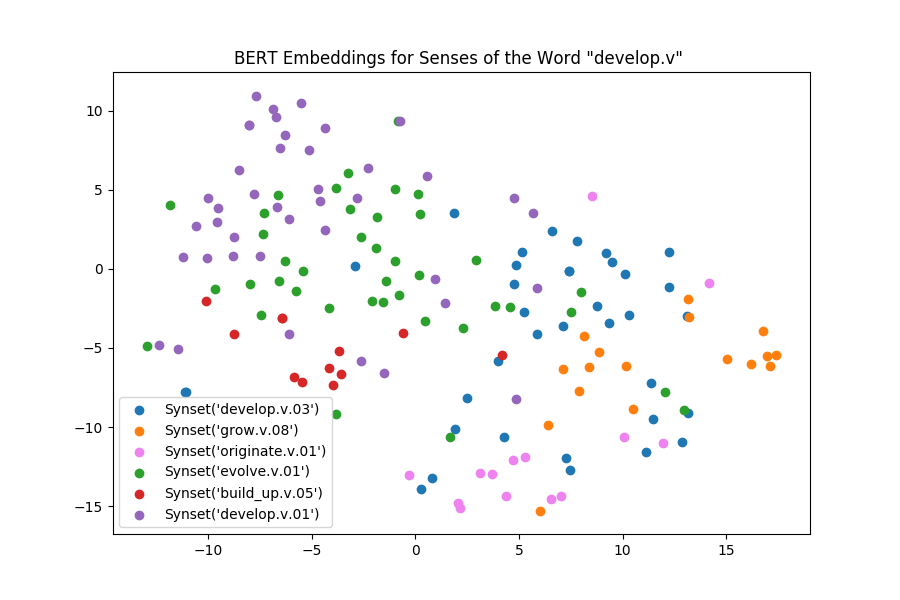 BERT Embeddings for Senses of the Word "develop.v"
10
5
0
−5
−10
−15
Synset('develop.v.03')
Synset('grow.v.08')
Synset('originate.v.01')
Synset('evolve.v.01')
Synset('build_up.v.05')
Synset('develop.v.01')
−10 −5 0 5 10 15